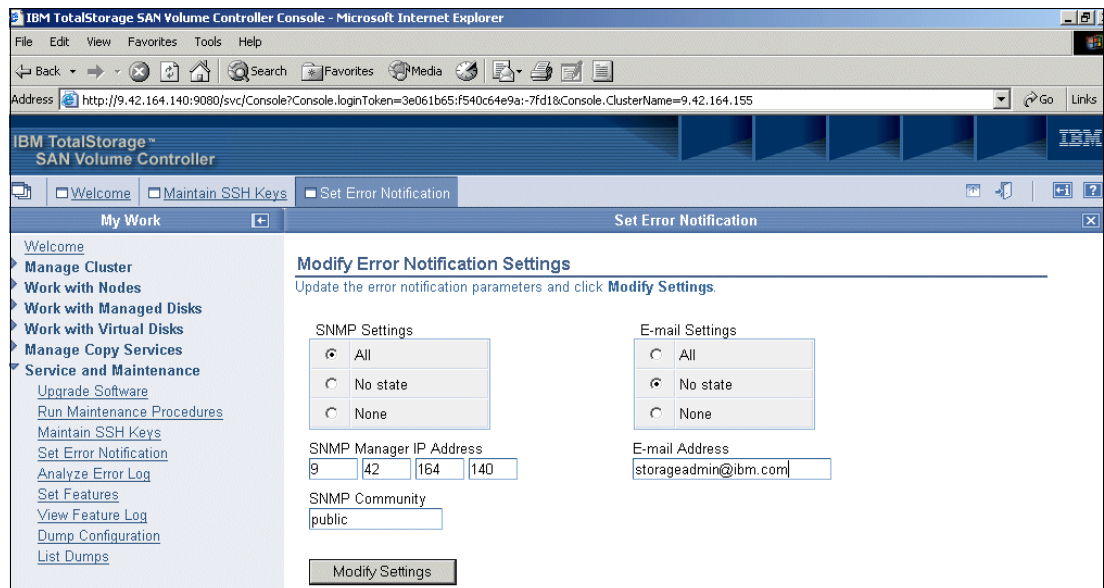 IBM TotalStorage SAN Volume Controller Console - Microsoft Internet Explorer
File Edit View Favorites Tools Help
Back Search Favorites Media
Address http://9.42.164.140:9080/svc/Console?Console.loginToken=3e061b65:f540c64e9a:-7fd1&Console.ClusterName=9.42.164.155 Go Links
IBM TotalStorage™
SAN Volume Controller
IBM
Welcome Maintain SSH Keys Set Error Notification
My Work
Set Error Notification
Welcome
Manage Cluster
Work with Nodes
Work with Managed Disks
Work with Virtual Disks
Manage Copy Services
Service and Maintenance
Upgrade Software
Run Maintenance Procedures
Maintain SSH Keys
Set Error Notification
Analyze Error Log
Set Features
View Feature Log
Dump Configuration
List Dumps
Modify Error Notification Settings
Update the error notification parameters and click Modify Settings.
SNMP Settings
All
No state
None
SNMP Manager IP Address
9 42 164 140
SNMP Community
public
E-mail Settings
All
No state
None
E-mail Address
storageadmin@ibm.com
Modify Settings